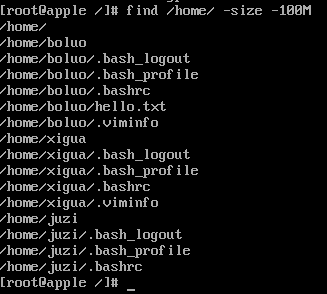 [root@apple /]# find /home/ -size -100M
/home/
/home/boluo
/home/boluo/.bash_logout
/home/boluo/.bash_profile
/home/boluo/.bashrc
/home/boluo/hello.txt
/home/boluo/.viminfo
/home/xigua
/home/xigua/.bash_logout
/home/xigua/.bash_profile
/home/xigua/.bashrc
/home/xigua/.viminfo
/home/juzi
/home/juzi/.bash_logout
/home/juzi/.bash_profile
/home/juzi/.bashrc
[root@apple /]# _